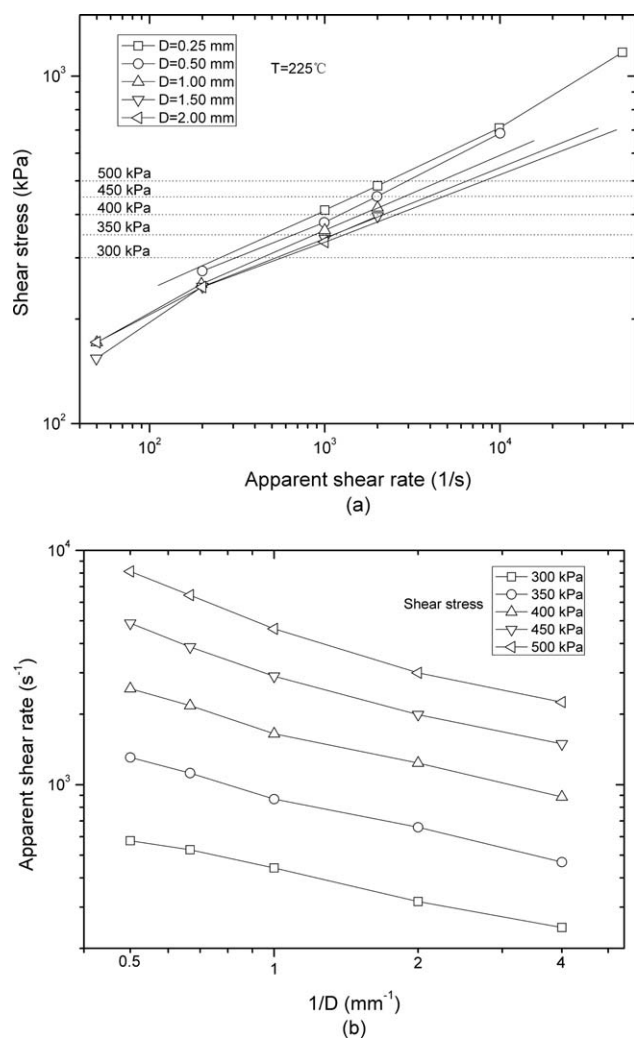 D=0.25 mm
D=0.50 mm
D=1.00 mm
D=1.50 mm
D=2.00 mm
T=225℃
10³
10²
500 kPa
450 kPa
400 kPa
350 kPa
300 kPa
Shear stress (kPa)
10² 10³ 10⁴
Apparent shear rate (1/s)
(a)
10⁴
10³
Shear stress
300 kPa
350 kPa
400 kPa
450 kPa
500 kPa
Apparent shear rate (s⁻¹)
0.5 1 2 4
1/D (mm⁻¹)
(b)